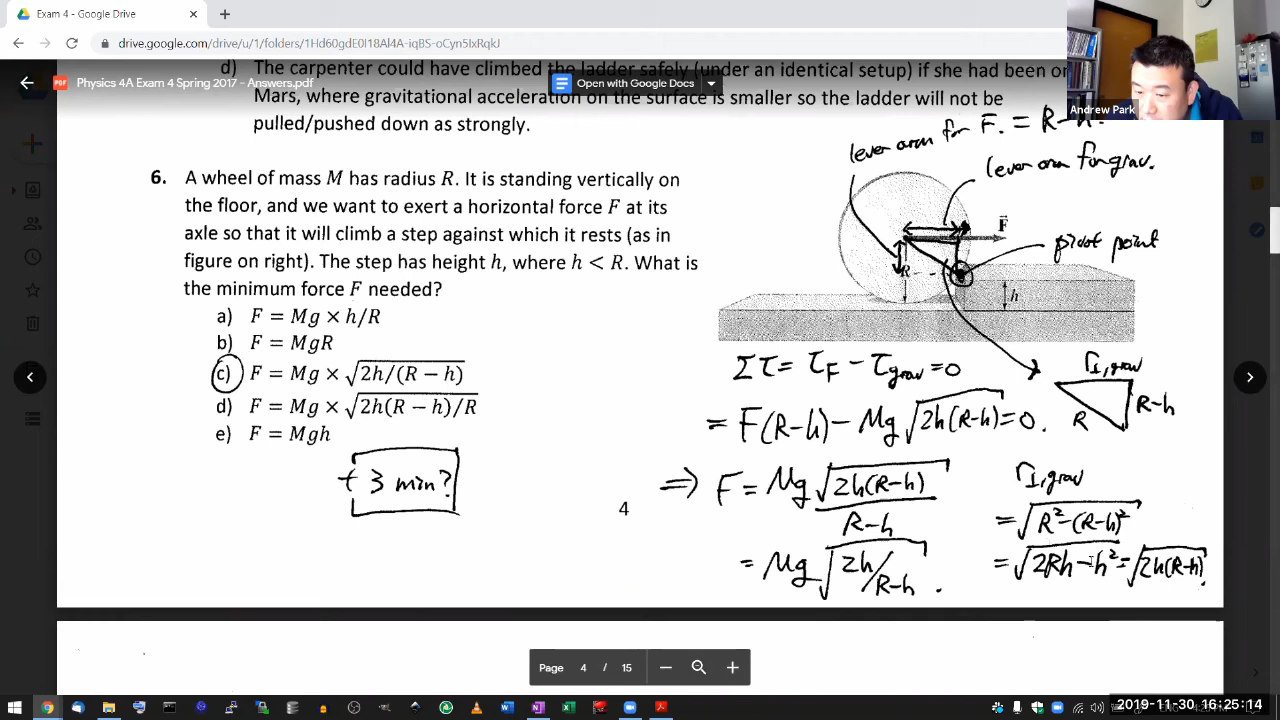 Exam 4 - Google Drive
drive.google.com/drive/u/1/folders/1Hd60gdE0I18Al4A-iqBS-oCyn5IxRqkJ
d) The carpenter could have climbed the ladder safely (under an identical setup) if she had been on
Physics 4A Exam 4 Spring 2017 - Answers.pdf
Open with Google Docs
Mars, where gravitational acceleration on the surface is smaller so the ladder will not be
pulled/pushed down as strongly.
Andrew Park
lever arm for F. = R-h.
lever arm for grav.
6. A wheel of mass M has radius R. It is standing vertically on
the floor, and we want to exert a horizontal force F at its
axle so that it will climb a step against which it rests (as in
figure on right). The step has height h, where h < R. What is
the minimum force F needed?
a) F = Mg × h/R
b) F = MgR
c) F = Mg × √2h/(R − h)
d) F = Mg × √2h(R − h)/R
e) F = Mgh
+ 3 min?
4
F
pivot point
R
h
Στ = τF − τgrav = 0
= F(R−h) − Mg√2h(R−h) = 0.
⇒ F = Mg√2h(R−h)
R−h
= Mg√2h/R−h .
r⊥,grav
R
R−h
r⊥,grav
= √R²−(R−h)²
= √2Rh−h² = √2h(R−h).
Page 4 / 15
2019-11-30 16:25:14